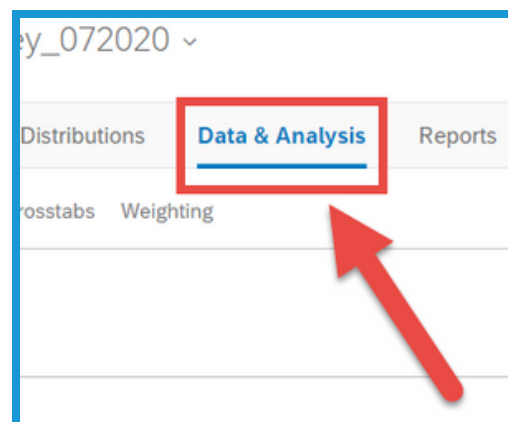 ey_072020
Distributions Data & Analysis Reports
rosstabs Weighting